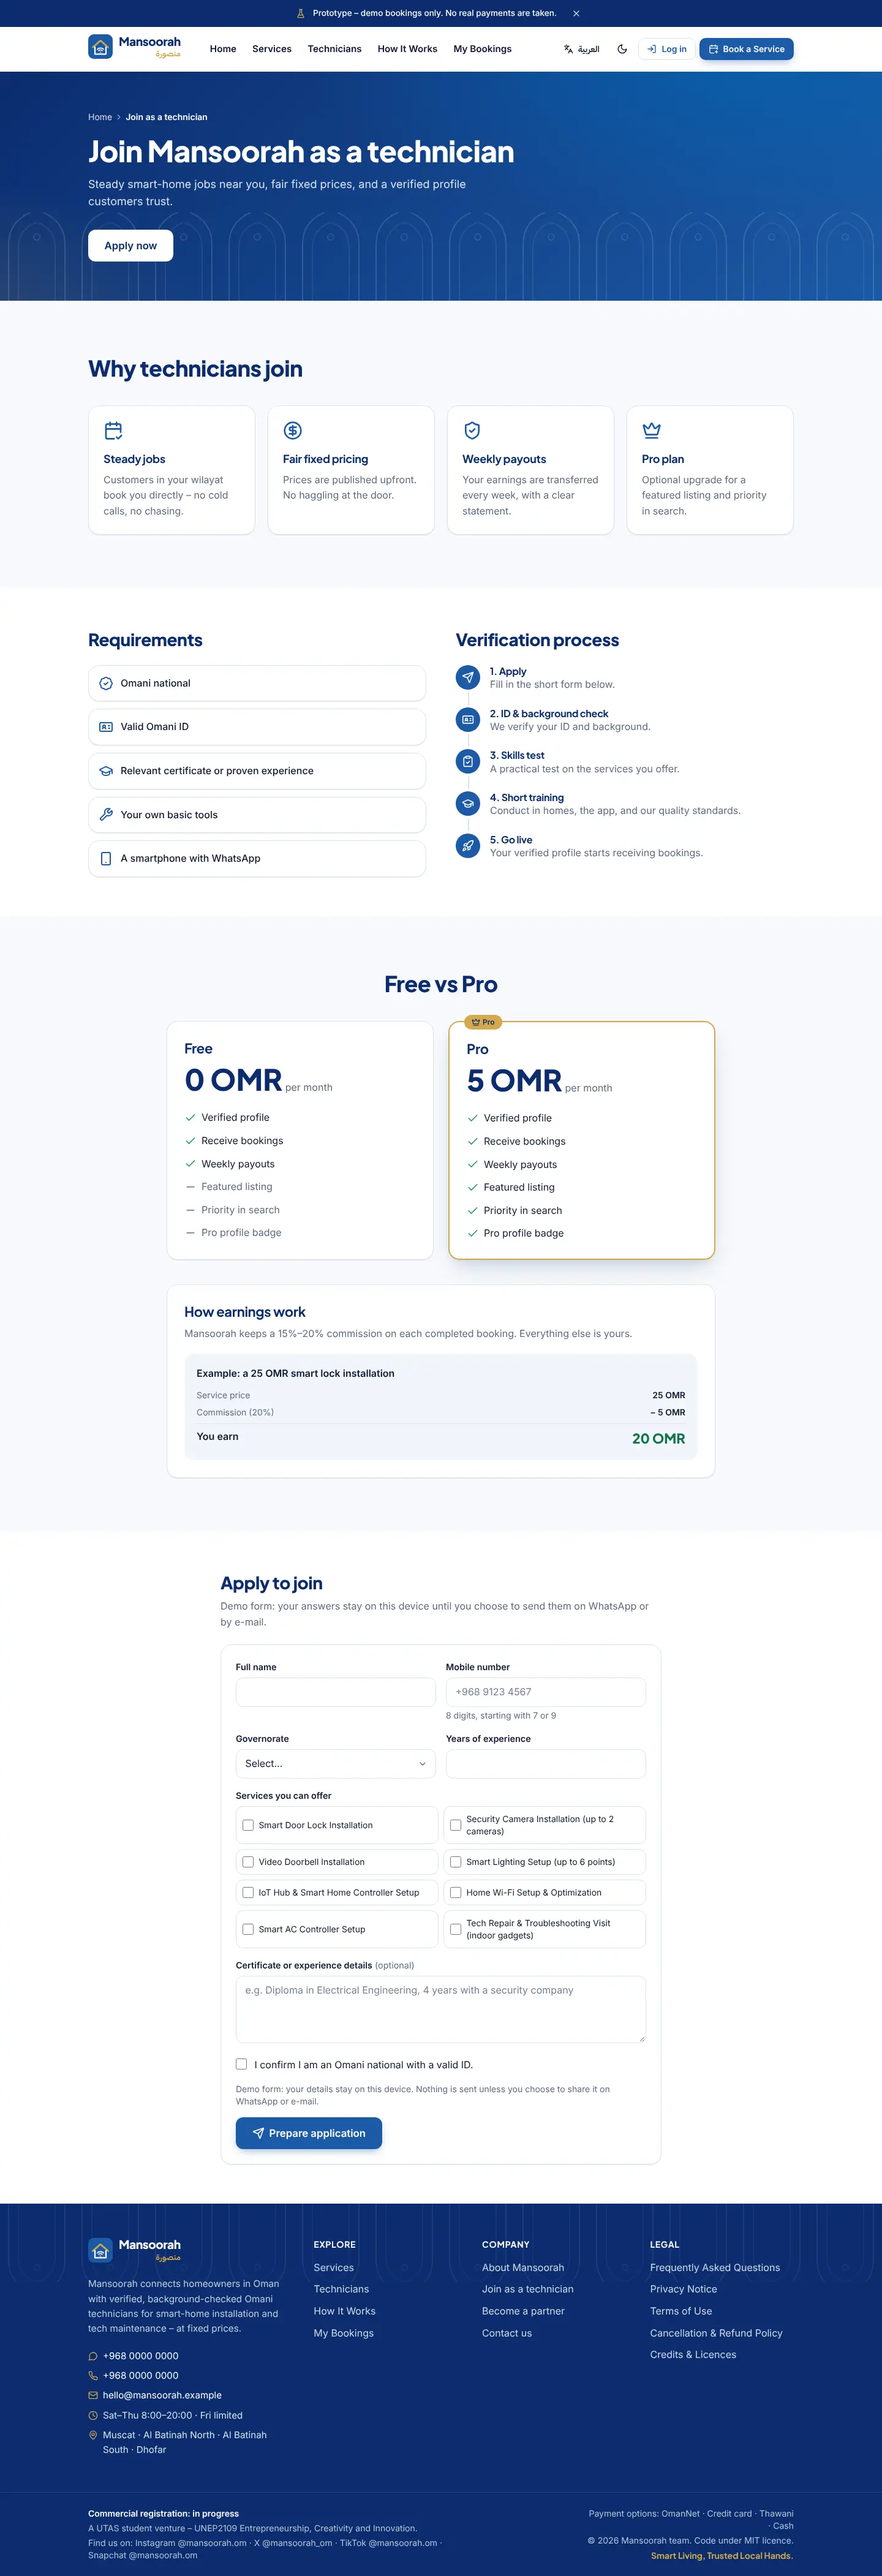 Prototype – demo bookings only. No real payments are taken.
Mansoorah
منصورة
Home
Services
Technicians
How It Works
My Bookings
العربية
Log in
Book a Service
Home > Join as a technician
Join Mansoorah as a technician
Steady smart-home jobs near you, fair fixed prices, and a verified profile
customers trust.
Apply now
Why technicians join
Steady jobs
Customers in your wilayat
book you directly – no cold
calls, no chasing.
Fair fixed pricing
Prices are published upfront.
No haggling at the door.
Weekly payouts
Your earnings are transferred
every week, with a clear
statement.
Pro plan
Optional upgrade for a
featured listing and priority
in search.
Requirements
Omani national
Valid Omani ID
Relevant certificate or proven experience
Your own basic tools
A smartphone with WhatsApp
Verification process
1. Apply
Fill in the short form below.
2. ID & background check
We verify your ID and background.
3. Skills test
A practical test on the services you offer.
4. Short training
Conduct in homes, the app, and our quality standards.
5. Go live
Your verified profile starts receiving bookings.
Free vs Pro
Free
0 OMR per month
Verified profile
Receive bookings
Weekly payouts
Featured listing
Priority in search
Pro profile badge
Pro
Pro
5 OMR per month
Verified profile
Receive bookings
Weekly payouts
Featured listing
Priority in search
Pro profile badge
How earnings work
Mansoorah keeps a 15%–20% commission on each completed booking. Everything else is yours.
Example: a 25 OMR smart lock installation
Service price 25 OMR
Commission (20%) – 5 OMR
You earn 20 OMR
Apply to join
Demo form: your answers stay on this device until you choose to send them on WhatsApp or
by e-mail.
Full name
Mobile number
+968 9123 4567
8 digits, starting with 7 or 9
Governorate
Select...
Years of experience
Services you can offer
Smart Door Lock Installation
Security Camera Installation (up to 2
cameras)
Video Doorbell Installation
Smart Lighting Setup (up to 6 points)
IoT Hub & Smart Home Controller Setup
Home Wi-Fi Setup & Optimization
Smart AC Controller Setup
Tech Repair & Troubleshooting Visit
(indoor gadgets)
Certificate or experience details (optional)
e.g. Diploma in Electrical Engineering, 4 years with a security company
I confirm I am an Omani national with a valid ID.
Demo form: your details stay on this device. Nothing is sent unless you choose to share it on
WhatsApp or e-mail.
Prepare application
Mansoorah
منصورة
Mansoorah connects homeowners in Oman
with verified, background-checked Omani
technicians for smart-home installation and
tech maintenance – at fixed prices.
+968 0000 0000
+968 0000 0000
hello@mansoorah.example
Sat–Thu 8:00–20:00 · Fri limited
Muscat · Al Batinah North · Al Batinah
South · Dhofar
EXPLORE
Services
Technicians
How It Works
My Bookings
COMPANY
About Mansoorah
Join as a technician
Become a partner
Contact us
LEGAL
Frequently Asked Questions
Privacy Notice
Terms of Use
Cancellation & Refund Policy
Credits & Licences
Commercial registration: in progress
A UTAS student venture – UNEP2109 Entrepreneurship, Creativity and Innovation.
Find us on: Instagram @mansoorah.om · X @mansoorah_om · TikTok @mansoorah.om ·
Snapchat @mansoorah.om
Payment options: OmanNet · Credit card · Thawani
· Cash
© 2026 Mansoorah team. Code under MIT licence.
Smart Living, Trusted Local Hands.